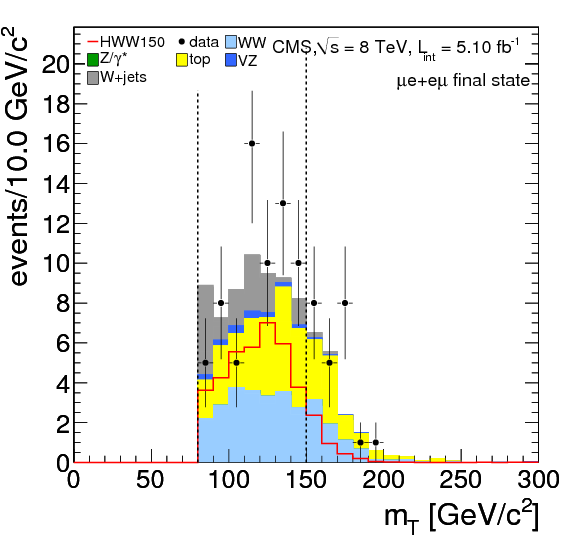 HWW150 data WW CMS,√s = 8 TeV, L_int = 5.10 fb⁻¹
Z/γ* top VZ
W+jets μe+eμ final state
events/10.0 GeV/c²
20
18
16
14
12
10
8
6
4
2
0
0 50 100 150 200 250 300
m_T [GeV/c²]